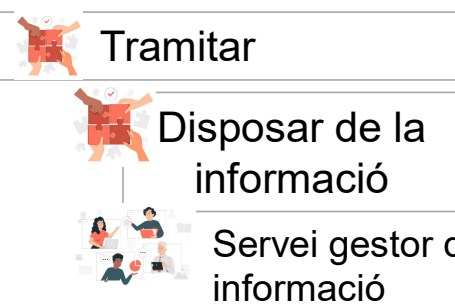 Tramitar
Disposar de la
informació
Servei gestor
informació